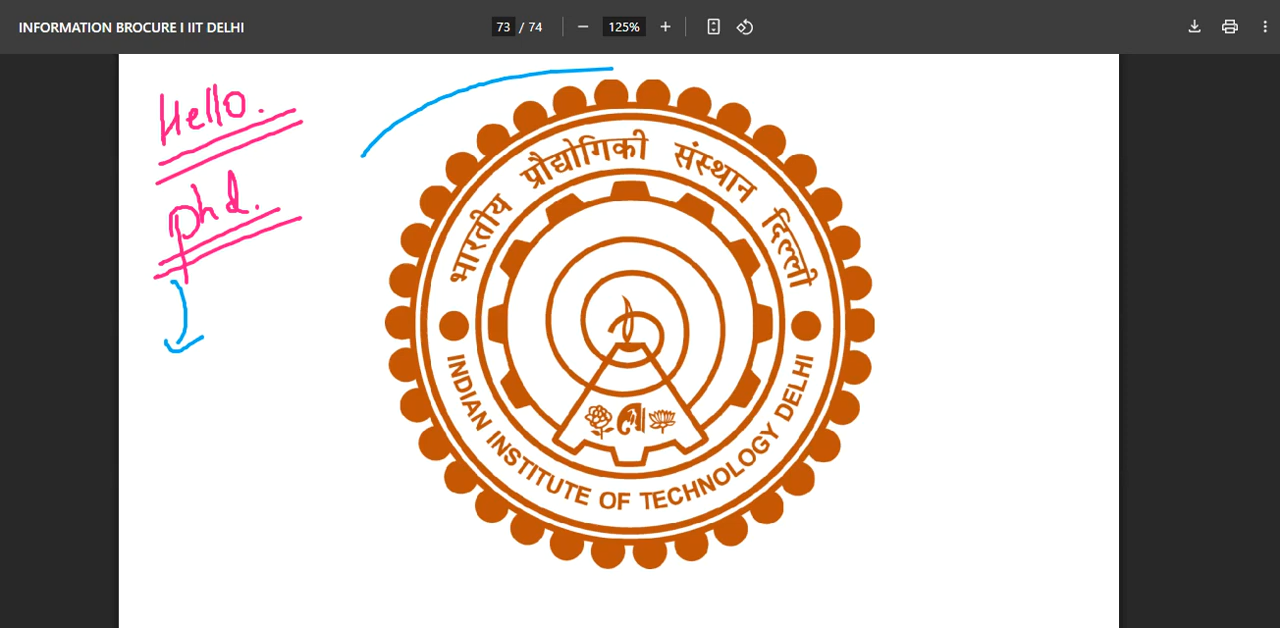 INFORMATION BROCURE I IIT DELHI
73 / 74
125%
Hello.
phd.
भारतीय प्रौद्योगिकी संस्थान दिल्ली
INDIAN INSTITUTE OF TECHNOLOGY DELHI